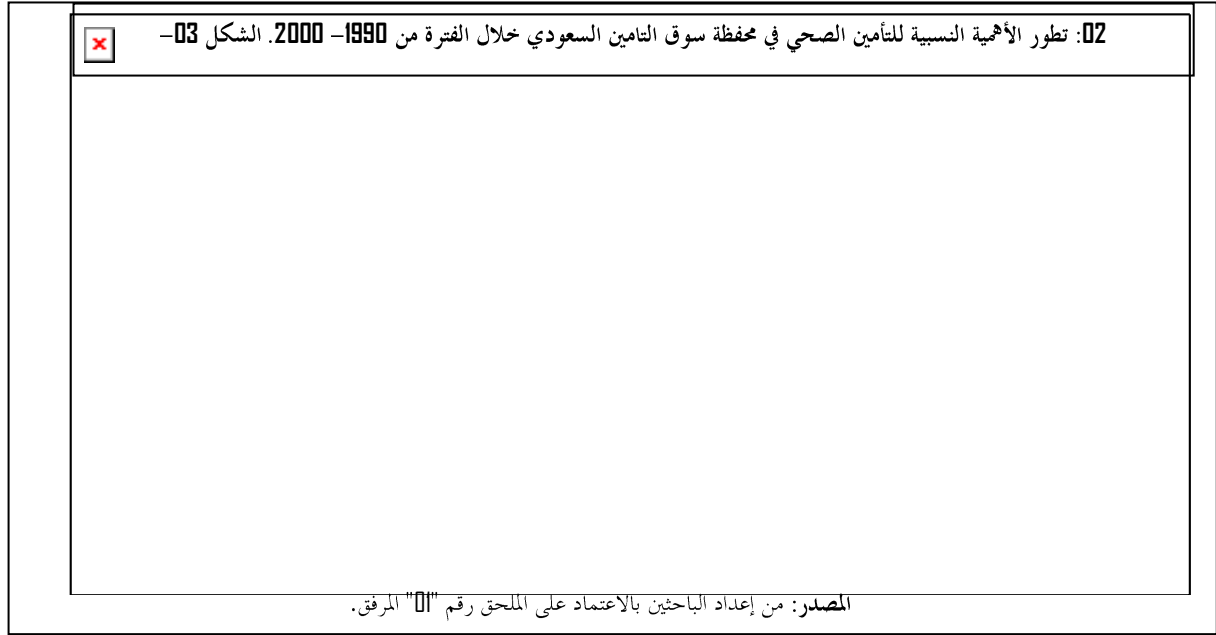 02: تطور الأهمية النسبية للتأمين الصحي في محفظة سوق التامين السعودي خلال الفترة من 1990– 2000. الشكل 03–
المصدر: من إعداد الباحثين بالاعتماد على الملحق رقم "01" المرفق.